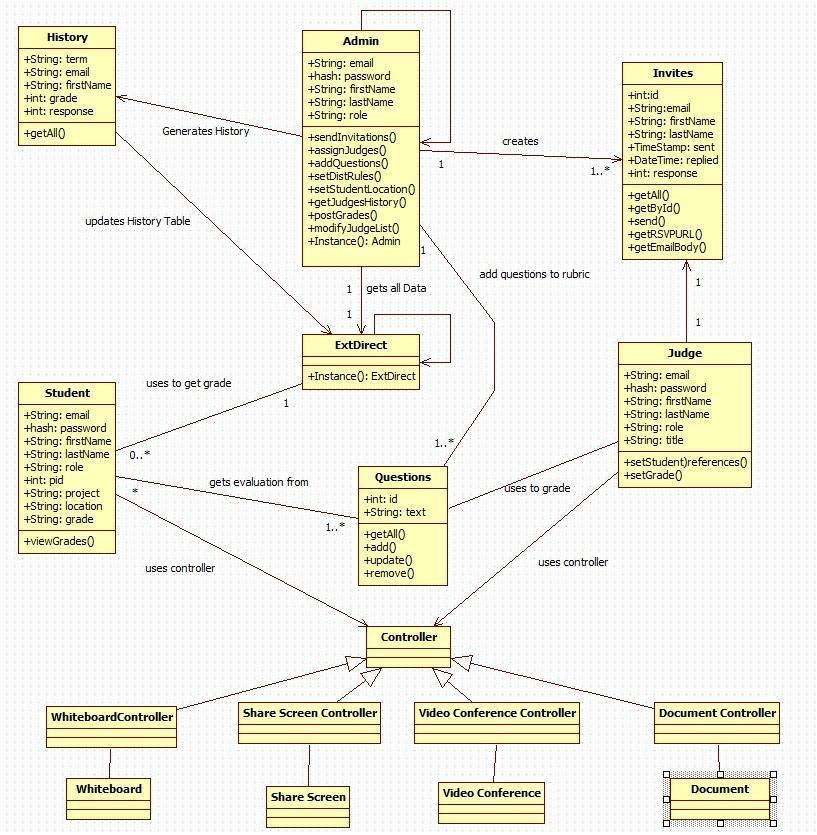 History
+String: term
+String: email
+String: firstName
+int: grade
+int: response
+getAll()
Admin
+String: email
+hash: password
+String: firstName
+String: lastName
+String: role
+sendInvitations()
+assignJudges()
+addQuestions()
+setDistRules()
+setStudentLocation()
+getJudgesHistory()
+postGrades()
+modifyJudgeList()
+Instance(): Admin
Invites
+int:id
+String:email
+String: firstName
+String: lastName
+TimeStamp: sent
+DateTime: replied
+int: response
+getAll()
+getById()
+send()
+getRSVPURL()
+getEmailBody()
Generates History
creates
1
1..*
updates History Table
1
gets all Data
1
1
add questions to rubric
1..*
1
1
ExtDirect
+Instance(): ExtDirect
Judge
+String: email
+hash: password
+String: firstName
+String: lastName
+String: role
+String: title
+setStudent)references()
+setGrade()
Student
+String: email
+hash: password
+String: firstName
+String: lastName
+String: role
+int: pid
+String: project
+String: location
+String: grade
+viewGrades()
uses to get grade
1
0..*
gets evaluation from
*
1..*
Questions
+int: id
+String: text
+getAll()
+add()
+update()
+remove()
uses to grade
uses controller
uses controller
Controller
WhiteboardController
Share Screen Controller
Video Conference Controller
Document Controller
Whiteboard
Share Screen
Video Conference
Document